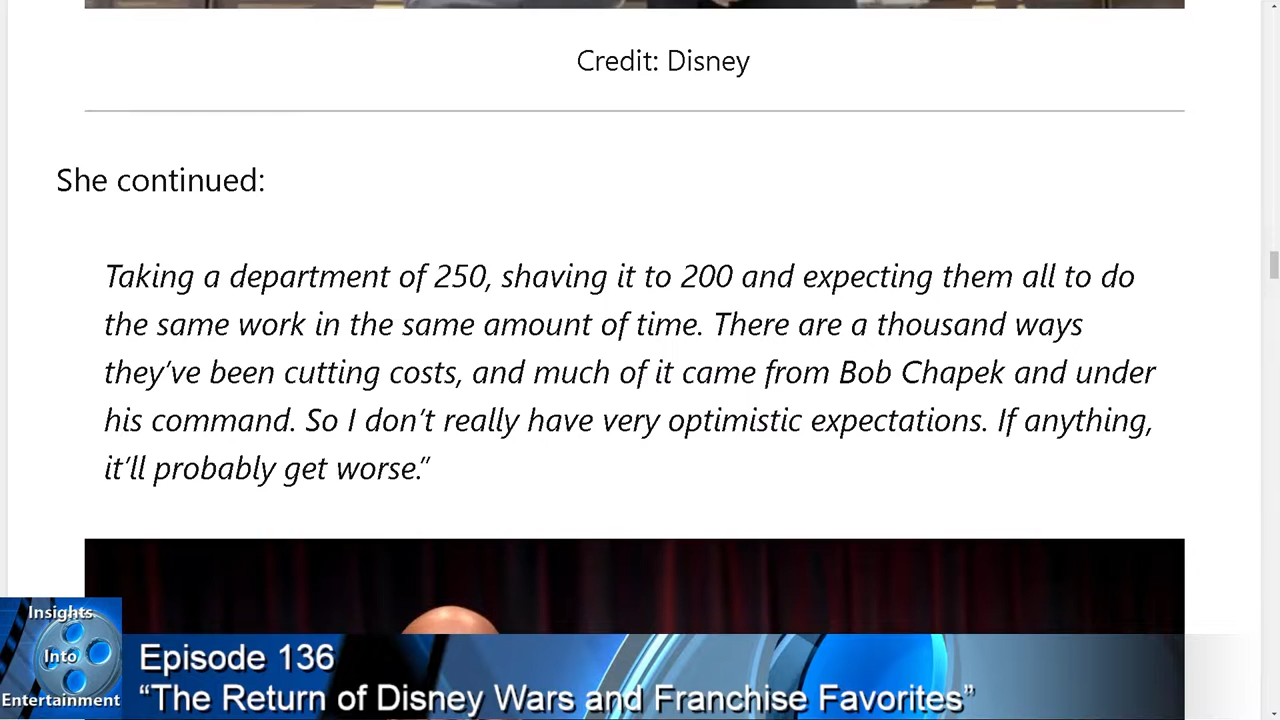 Credit: Disney
She continued:
Taking a department of 250, shaving it to 200 and expecting them all to do
the same work in the same amount of time. There are a thousand ways
they’ve been cutting costs, and much of it came from Bob Chapek and under
his command. So I don’t really have very optimistic expectations. If anything,
it’ll probably get worse.”
Insights
Into
Entertainment
Episode 136
“The Return of Disney Wars and Franchise Favorites”